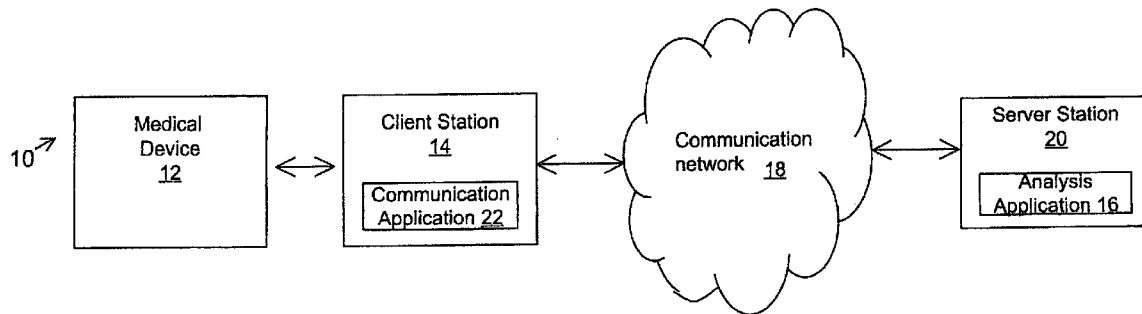 10
Medical
Device
12
Client Station
14
Communication
Application 22
Communication
network 18
Server Station
20
Analysis
Application 16